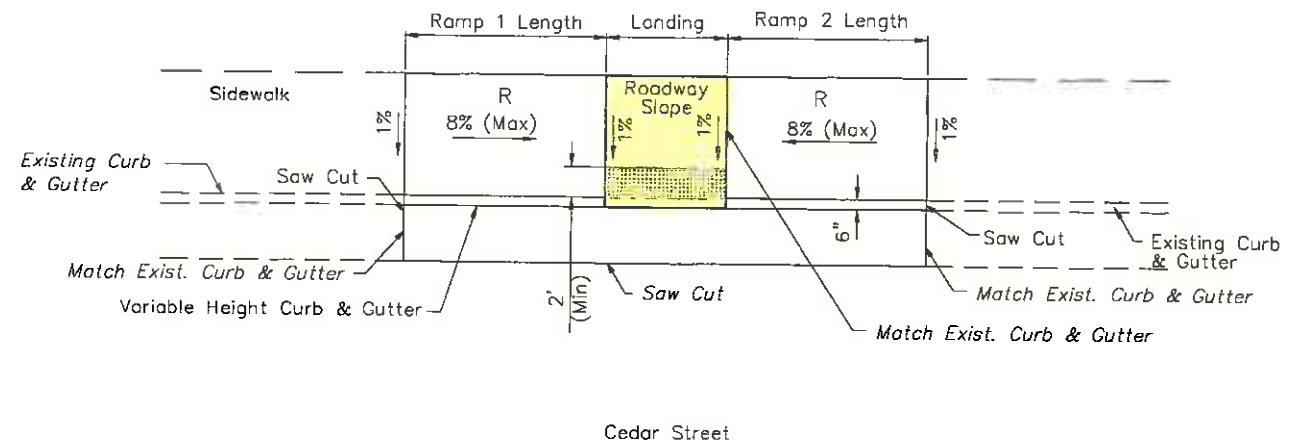 Ramp 1 Length
Landing
Ramp 2 Length
Sidewalk
R
8% (Max)
1%
Roadway
Slope
1%
1%
R
8% (Max)
1%
Existing Curb
& Gutter
Saw Cut
6"
Saw Cut
Existing Curb
& Gutter
Match Exist. Curb & Gutter
Variable Height Curb & Gutter
2'
(Min)
Saw Cut
Match Exist. Curb & Gutter
Match Exist. Curb & Gutter
Cedar Street